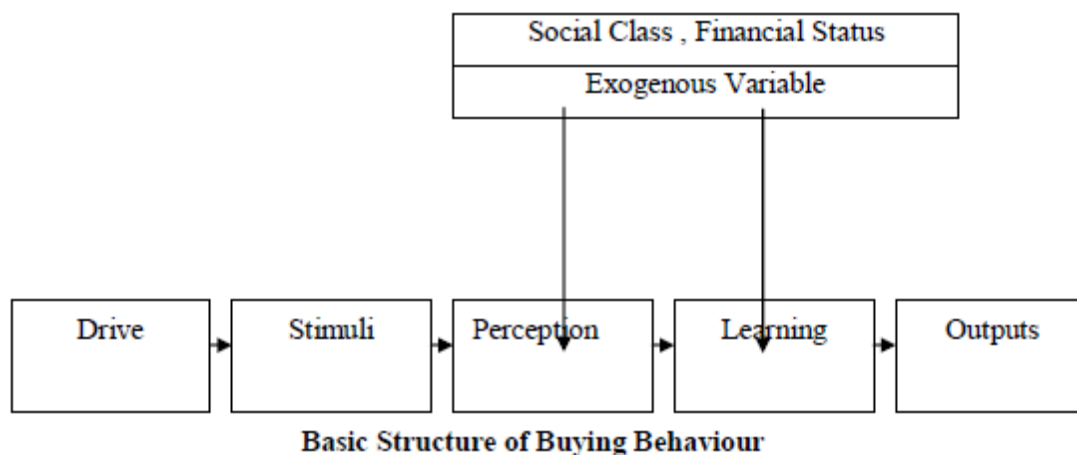 Social Class , Financial Status
Exogenous Variable
Drive
Stimuli
Perception
Learning
Outputs
Basic Structure of Buying Behaviour